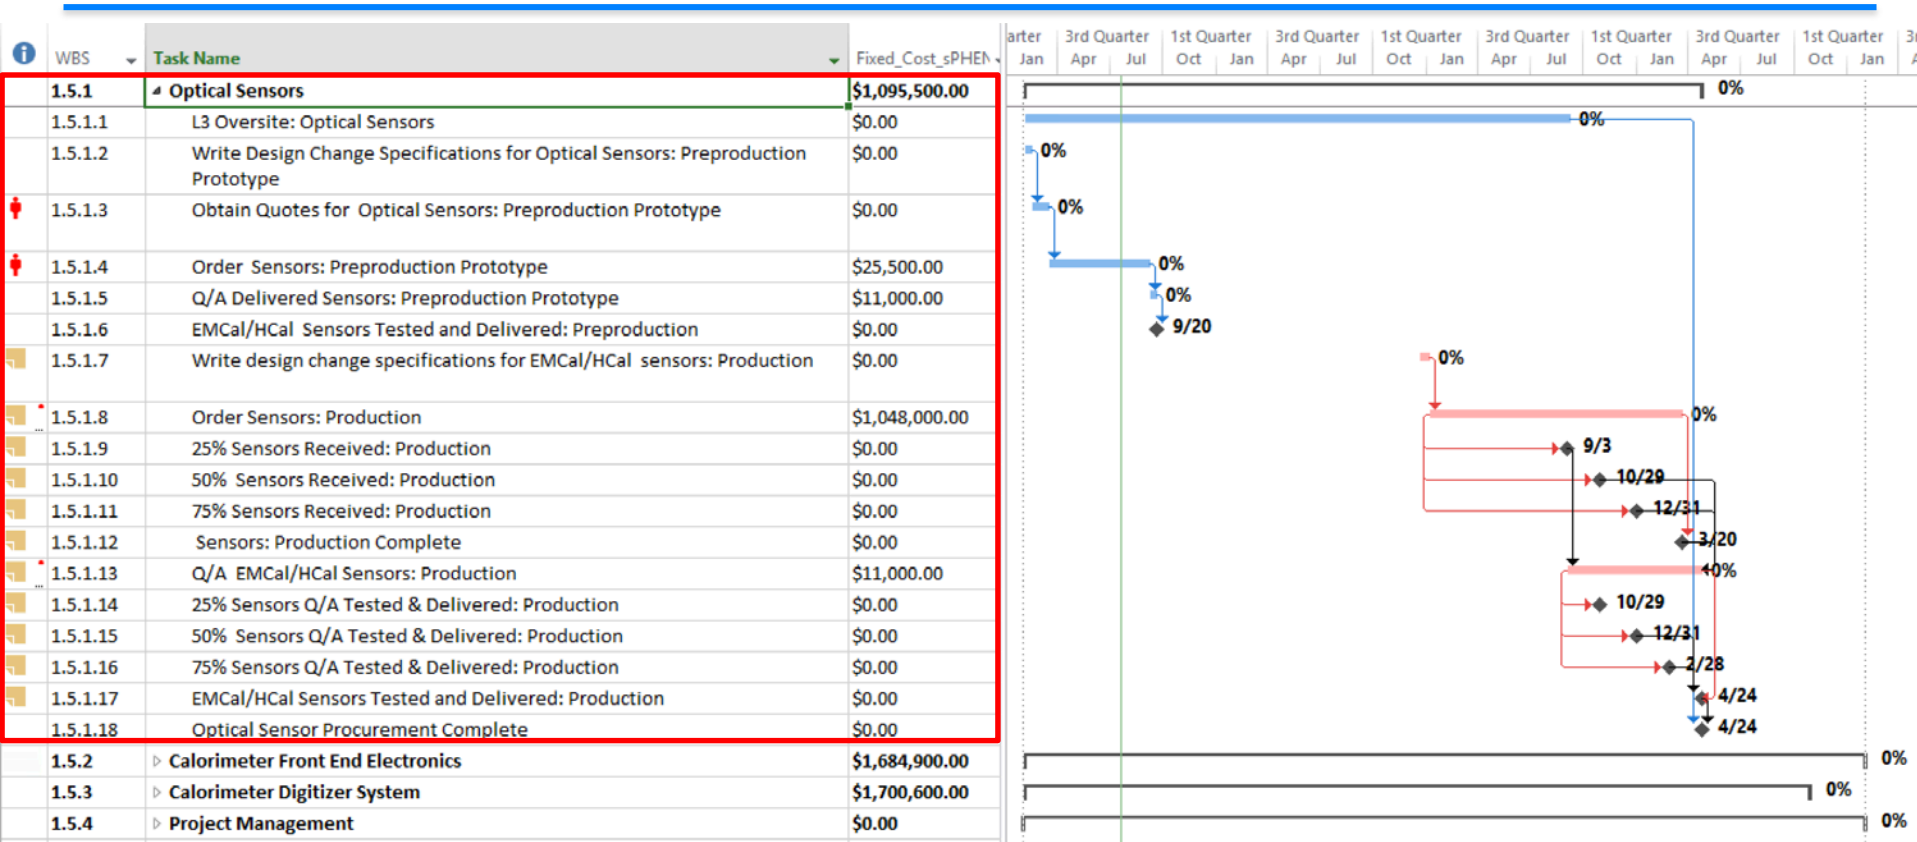 arter 3rd Quarter 1st Quarter 3rd Quarter 1st Quarter 3rd Quarter 1st Quarter 3rd Quarter 1st Quarter 3r
WBS Task Name Fixed_Cost_sPHEN Jan Apr Jul Oct Jan Apr Jul Oct Jan Apr Jul Oct Jan Apr Jul Oct Jan A
1.5.1 Optical Sensors $1,095,500.00 0%
1.5.1.1 L3 Oversite: Optical Sensors $0.00 0%
1.5.1.2 Write Design Change Specifications for Optical Sensors: Preproduction $0.00 0%
Prototype
1.5.1.3 Obtain Quotes for Optical Sensors: Preproduction Prototype $0.00 0%
1.5.1.4 Order Sensors: Preproduction Prototype $25,500.00 0%
1.5.1.5 Q/A Delivered Sensors: Preproduction Prototype $11,000.00 0%
1.5.1.6 EMCal/HCal Sensors Tested and Delivered: Preproduction $0.00 9/20
1.5.1.7 Write design change specifications for EMCal/HCal sensors: Production $0.00 0%
1.5.1.8 Order Sensors: Production $1,048,000.00 0%
1.5.1.9 25% Sensors Received: Production $0.00 9/3
1.5.1.10 50% Sensors Received: Production $0.00 10/29
1.5.1.11 75% Sensors Received: Production $0.00 12/31
1.5.1.12 Sensors: Production Complete $0.00 3/20
1.5.1.13 Q/A EMCal/HCal Sensors: Production $11,000.00 0%
1.5.1.14 25% Sensors Q/A Tested & Delivered: Production $0.00 10/29
1.5.1.15 50% Sensors Q/A Tested & Delivered: Production $0.00 12/31
1.5.1.16 75% Sensors Q/A Tested & Delivered: Production $0.00 2/28
1.5.1.17 EMCal/HCal Sensors Tested and Delivered: Production $0.00 4/24
1.5.1.18 Optical Sensor Procurement Complete $0.00 4/24
1.5.2 Calorimeter Front End Electronics $1,684,900.00 0%
1.5.3 Calorimeter Digitizer System $1,700,600.00 0%
1.5.4 Project Management $0.00 0%